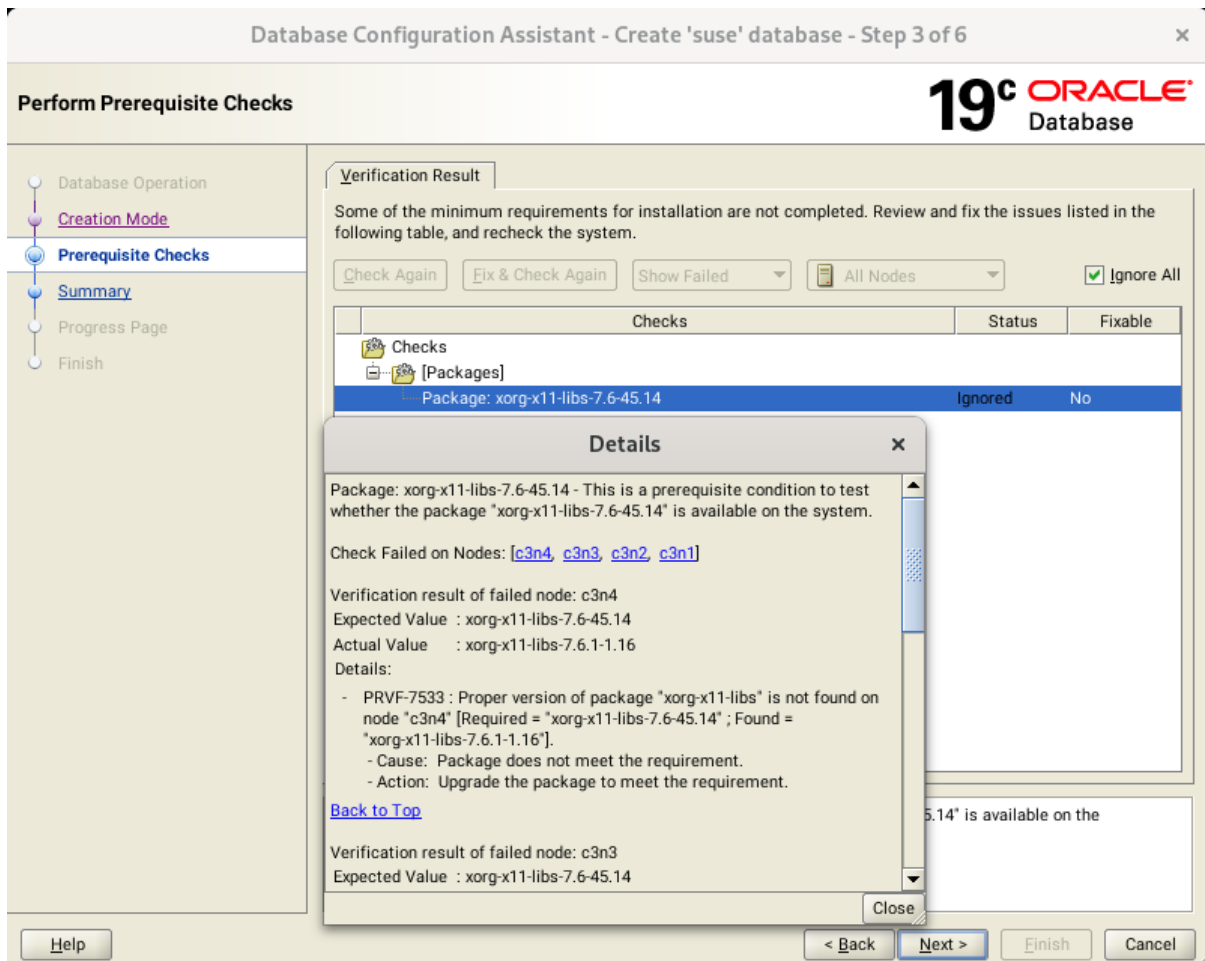 Database Configuration Assistant - Create 'suse' database - Step 3 of 6
Perform Prerequisite Checks
19c ORACLE
Database
Database Operation
Creation Mode
Prerequisite Checks
Summary
Progress Page
Finish
Verification Result
Some of the minimum requirements for installation are not completed. Review and fix the issues listed in the
following table, and recheck the system.
Check Again
Fix & Check Again
Show Failed
All Nodes
Ignore All
Checks Status Fixable
Checks
[Packages]
Package: xorg-x11-libs-7.6-45.14 Ignored No
Details
Package: xorg-x11-libs-7.6-45.14 - This is a prerequisite condition to test
whether the package "xorg-x11-libs-7.6-45.14" is available on the system.
Check Failed on Nodes: [c3n4, c3n3, c3n2, c3n1]
Verification result of failed node: c3n4
Expected Value : xorg-x11-libs-7.6-45.14
Actual Value : xorg-x11-libs-7.6.1-1.16
Details:
- PRVF-7533 : Proper version of package "xorg-x11-libs" is not found on
node "c3n4" [Required = "xorg-x11-libs-7.6-45.14" ; Found =
"xorg-x11-libs-7.6.1-1.16"].
- Cause: Package does not meet the requirement.
- Action: Upgrade the package to meet the requirement.
Back to Top
Verification result of failed node: c3n3
Expected Value : xorg-x11-libs-7.6-45.14
Close
5.14" is available on the
Help
< Back
Next >
Finish
Cancel